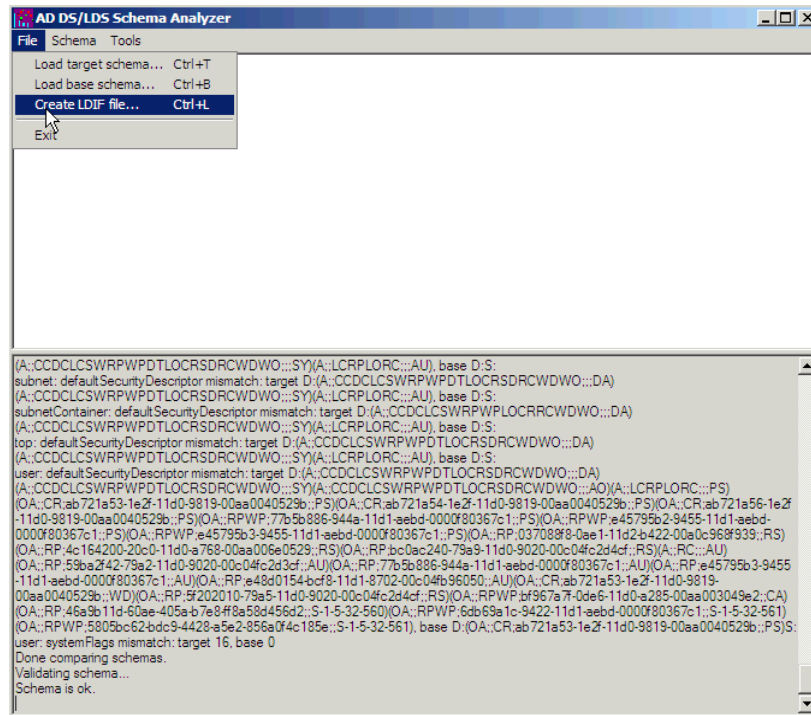 AD DS/LDS Schema Analyzer
File Schema Tools
Load target schema... Ctrl+T
Load base schema... Ctrl+B
Create LDIF file... Ctrl+L
Exit
(A;;CCDCLCSWRPWPDTLOCRSDRCWDWO;;;SY)(A;;LCRPLORC;;;AU), base D:S:
subnet: defaultSecurityDescriptor mismatch: target D:(A;;CCDCLCSWRPWPDTLOCRSDRCWDWO;;;DA)
(A;;CCDCLCSWRPWPDTLOCRSDRCWDWO;;;SY)(A;;LCRPLORC;;;AU), base D:S:
subnetContainer: defaultSecurityDescriptor mismatch: target D:(A;;CCDCLCSWRPWPLOCRRCWDWO;;;DA)
(A;;CCDCLCSWRPWPDTLOCRSDRCWDWO;;;SY)(A;;LCRPLORC;;;AU), base D:S:
top: defaultSecurityDescriptor mismatch: target D:(A;;CCDCLCSWRPWPDTLOCRSDRCWDWO;;;DA)
(A;;CCDCLCSWRPWPDTLOCRSDRCWDWO;;;SY)(A;;LCRPLORC;;;AU), base D:S:
user: defaultSecurityDescriptor mismatch: target D:(A;;CCDCLCSWRPWPDTLOCRSDRCWDWO;;;DA)
(A;;CCDCLCSWRPWPDTLOCRSDRCWDWO;;;SY)(A;;CCDCLCSWRPWPDTLOCRSDRCWDWO;;;AO)(A;;LCRPLORC;;;PS)
(OA;;CR;ab721a53-1e2f-11d0-9819-00aa0040529b;;PS)(OA;;CR;ab721a54-1e2f-11d0-9819-00aa0040529b;;PS)(OA;;CR;ab721a56-1e2f
-11d0-9819-00aa0040529b;;PS)(OA;;RPWP;77b5b886-944a-11d1-aebd-0000f80367c1;;PS)(OA;;RPWP;e45795b2-9455-11d1-aebd-
0000f80367c1;;PS)(OA;;RPWP;e45795b3-9455-11d1-aebd-0000f80367c1;;PS)(OA;;RP;037088f8-0ae1-11d2-b422-00a0c968f939;;RS)
(OA;;RP;4c164200-20c0-11d0-a768-00aa006e0529;;RS)(OA;;RP;bc0ac240-79a9-11d0-9020-00c04fc2d4cf;;RS)(A;;RC;;;AU)
(OA;;RP;59ba2f42-79a2-11d0-9020-00c04fc2d3cf;;AU)(OA;;RP;77b5b886-944a-11d1-aebd-0000f80367c1;;AU)(OA;;RP;e45795b3-9455
-11d1-aebd-0000f80367c1;;AU)(OA;;RP;e48d0154-bcf8-11d1-8702-00c04fb96050;;AU)(OA;;CR;ab721a53-1e2f-11d0-9819-
00aa0040529b;;WD)(OA;;RP;5f202010-79a5-11d0-9020-00c04fc2d4cf;;RS)(OA;;RPWP;bf967a7f-0de6-11d0-a285-00aa003049e2;;CA)
(OA;;RP;46a9b11d-60ae-405a-b7e8-ff8a58d456d2;;S-1-5-32-560)(OA;;RPWP;6db69a1c-9422-11d1-aebd-0000f80367c1;;S-1-5-32-561)
(OA;;RPWP;5805bc62-bdc9-4428-a5e2-856a0f4c185e;;S-1-5-32-561), base D:(OA;;CR;ab721a53-1e2f-11d0-9819-00aa0040529b;;PS)S:
user: systemFlags mismatch: target 16, base 0
Done comparing schemas.
Validating schema...
Schema is ok.